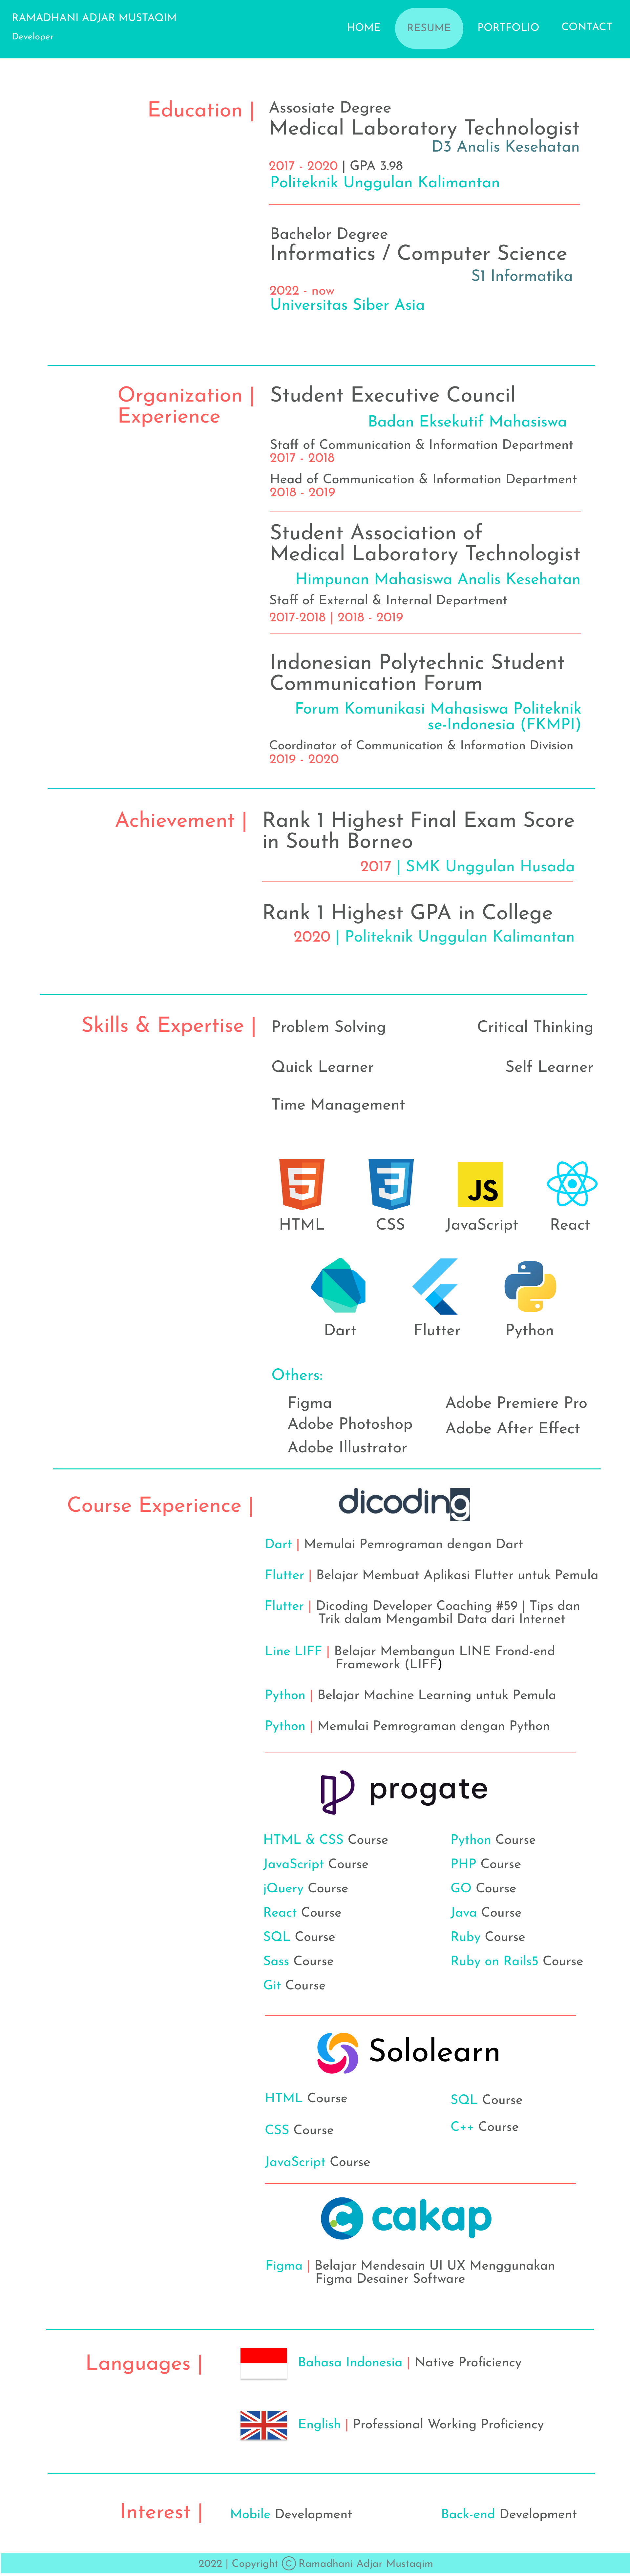 RAMADHANI ADJAR MUSTAQIM
Developer
HOME
RESUME
PORTFOLIO
CONTACT
Education |
Assosiate Degree
Medical Laboratory Technologist
D3 Analis Kesehatan
2017 - 2020 | GPA 3.98
Politeknik Unggulan Kalimantan
Bachelor Degree
Informatics / Computer Science
S1 Informatika
2022 - now
Universitas Siber Asia
Organization |
Experience
Student Executive Council
Badan Eksekutif Mahasiswa
Staff of Communication & Information Department
2017 - 2018
Head of Communication & Information Department
2018 - 2019
Student Association of
Medical Laboratory Technologist
Himpunan Mahasiswa Analis Kesehatan
Staff of External & Internal Department
2017-2018 | 2018 - 2019
Indonesian Polytechnic Student
Communication Forum
Forum Komunikasi Mahasiswa Politeknik
se-Indonesia (FKMPI)
Coordinator of Communication & Information Division
2019 - 2020
Achievement |
Rank 1 Highest Final Exam Score
in South Borneo
2017 | SMK Unggulan Husada
Rank 1 Highest GPA in College
2020 | Politeknik Unggulan Kalimantan
Skills & Expertise |
Problem Solving
Critical Thinking
Quick Learner
Self Learner
Time Management
5
3
JS
HTML
CSS
JavaScript
React
Dart
Flutter
Python
Others:
Figma
Adobe Photoshop
Adobe Illustrator
Adobe Premiere Pro
Adobe After Effect
Course Experience |
dicoding
Dart | Memulai Pemrograman dengan Dart
Flutter | Belajar Membuat Aplikasi Flutter untuk Pemula
Flutter | Dicoding Developer Coaching #59 | Tips dan
Trik dalam Mengambil Data dari Internet
Line LIFF | Belajar Membangun LINE Frond-end
Framework (LIFF)
Python | Belajar Machine Learning untuk Pemula
Python | Memulai Pemrograman dengan Python
progate
HTML & CSS Course
JavaScript Course
jQuery Course
React Course
SQL Course
Sass Course
Git Course
Python Course
PHP Course
GO Course
Java Course
Ruby Course
Ruby on Rails5 Course
Sololearn
HTML Course
CSS Course
JavaScript Course
SQL Course
C++ Course
cakap
Figma | Belajar Mendesain UI UX Menggunakan
Figma Desainer Software
Languages |
Bahasa Indonesia | Native Proficiency
English | Professional Working Proficiency
Interest |
Mobile Development
Back-end Development
2022 | Copyright © Ramadhani Adjar Mustaqim